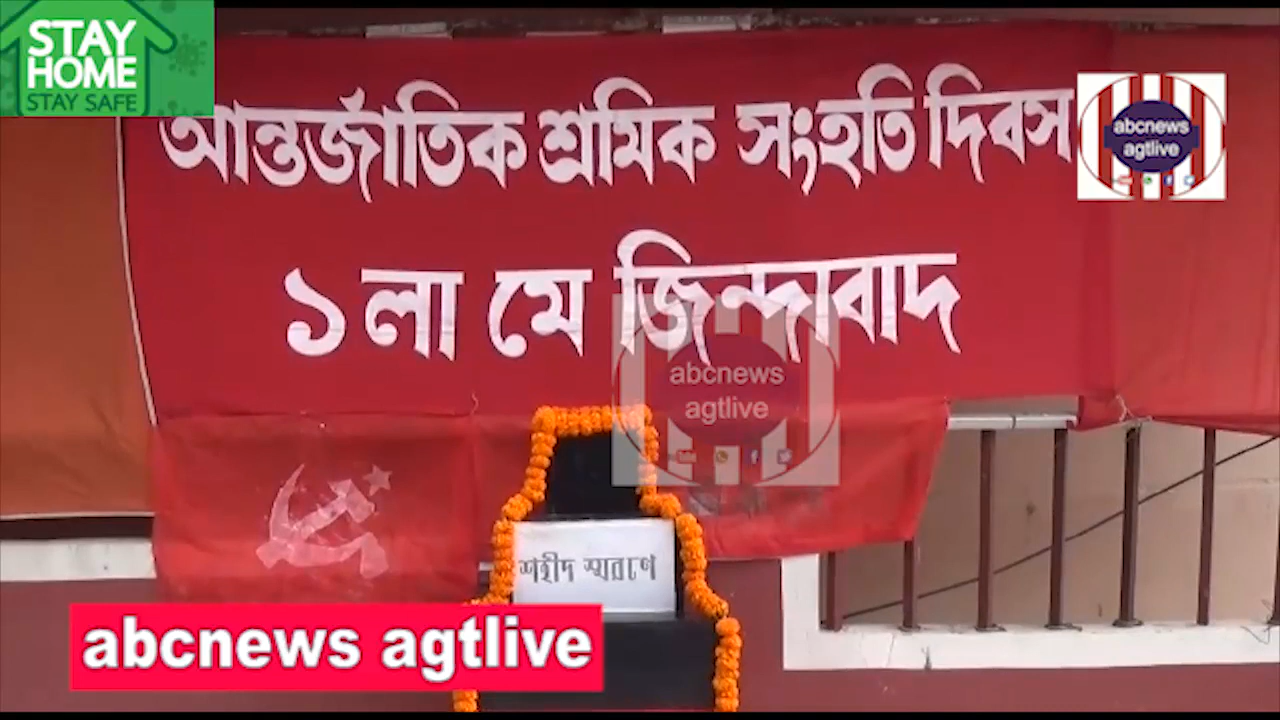 STAY
HOME
STAY SAFE
আন্তর্জাতিক শ্রমিক সংহতি দিবস
abcnews
agtlive
১লা মে জিন্দাবাদ
abcnews
agtlive
শহীদ স্মরণে
abcnews agtlive